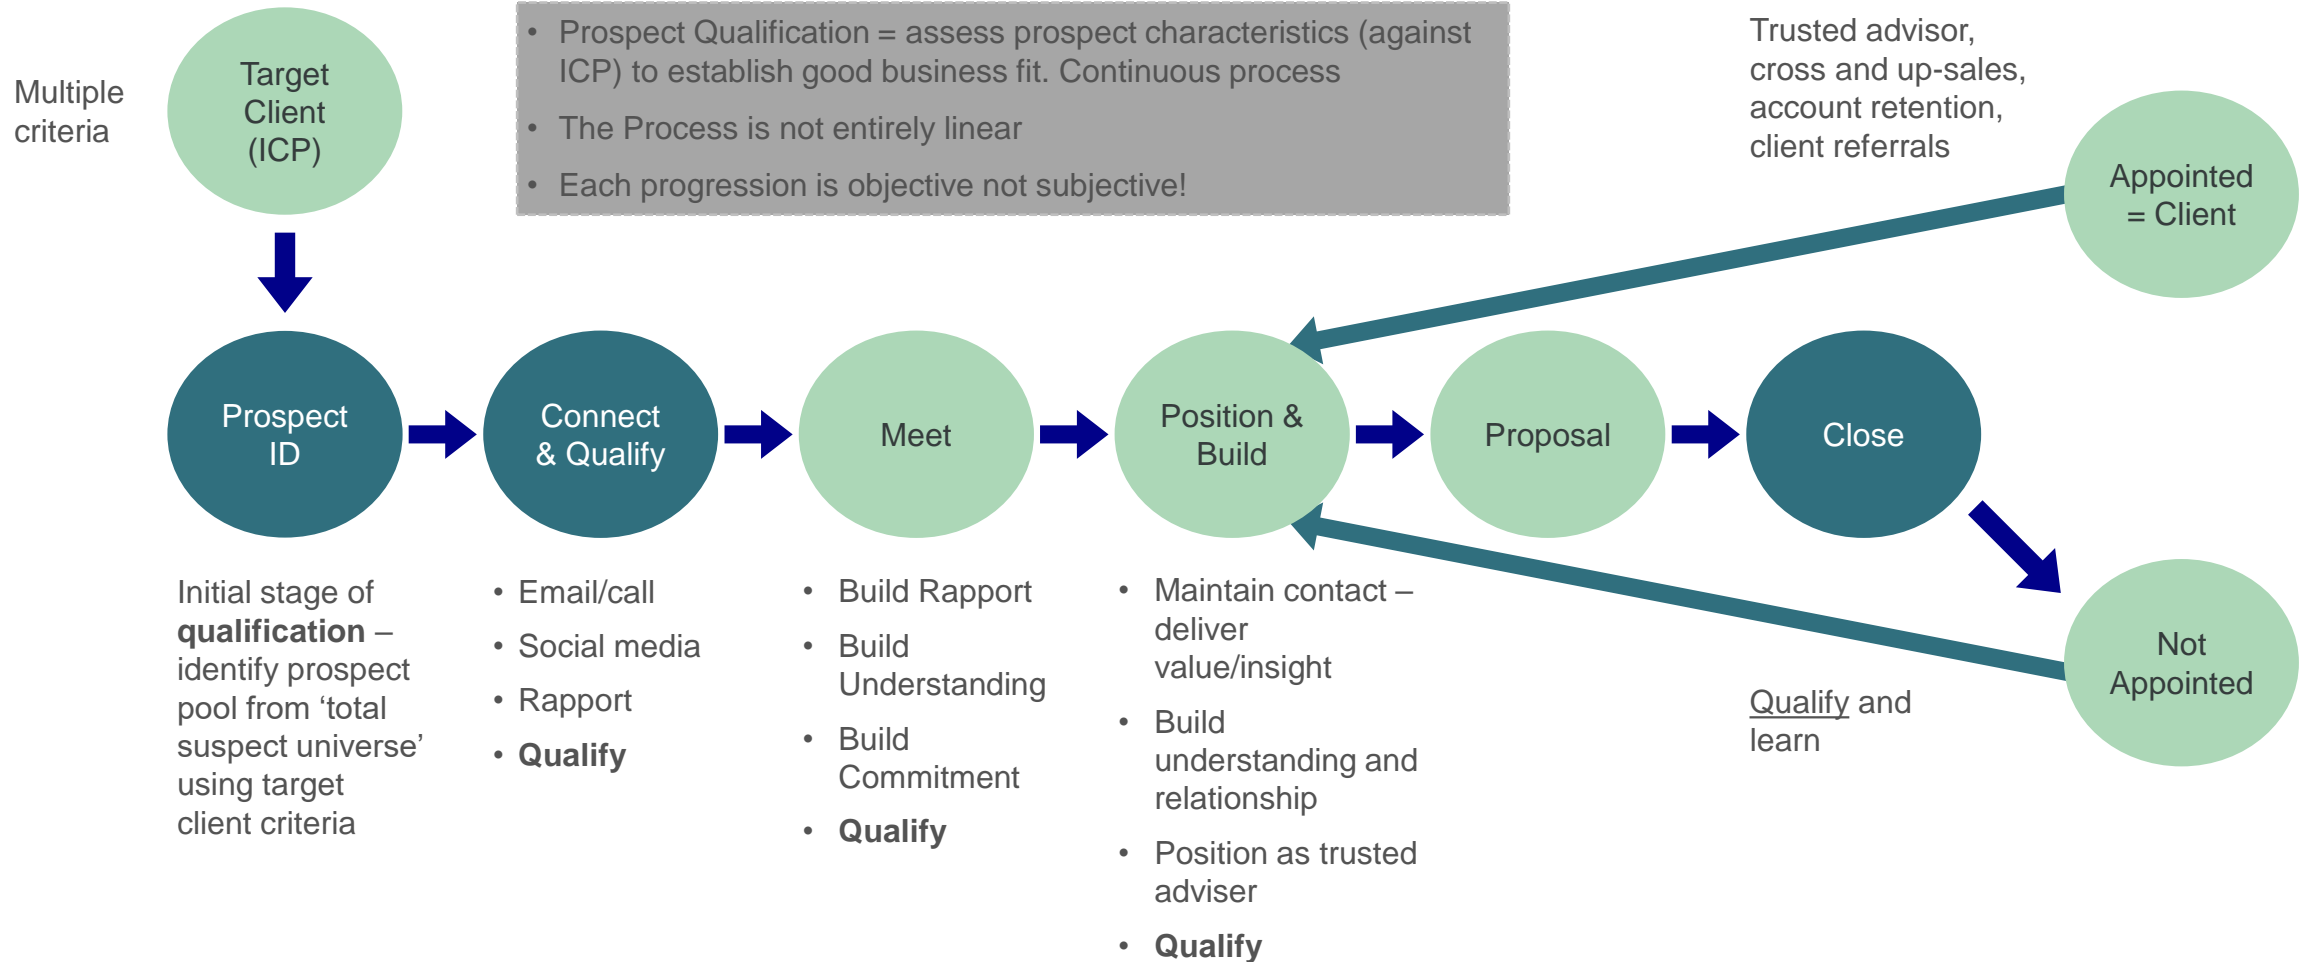 Multiple
criteria
Target
Client
(ICP)
• Prospect Qualification = assess prospect characteristics (against
ICP) to establish good business fit. Continuous process
• The Process is not entirely linear
• Each progression is objective not subjective!
Trusted advisor,
cross and up-sales,
account retention,
client referrals
Appointed
= Client
Prospect
ID
Connect
& Qualify
Meet
Position &
Build
Proposal
Close
Initial stage of
qualification –
identify prospect
pool from ‘total
suspect universe’
using target
client criteria
• Email/call
• Social media
• Rapport
• Qualify
• Build Rapport
• Build
Understanding
• Build
Commitment
• Qualify
• Maintain contact –
deliver
value/insight
• Build
understanding and
relationship
• Position as trusted
adviser
• Qualify
Qualify and
learn
Not
Appointed